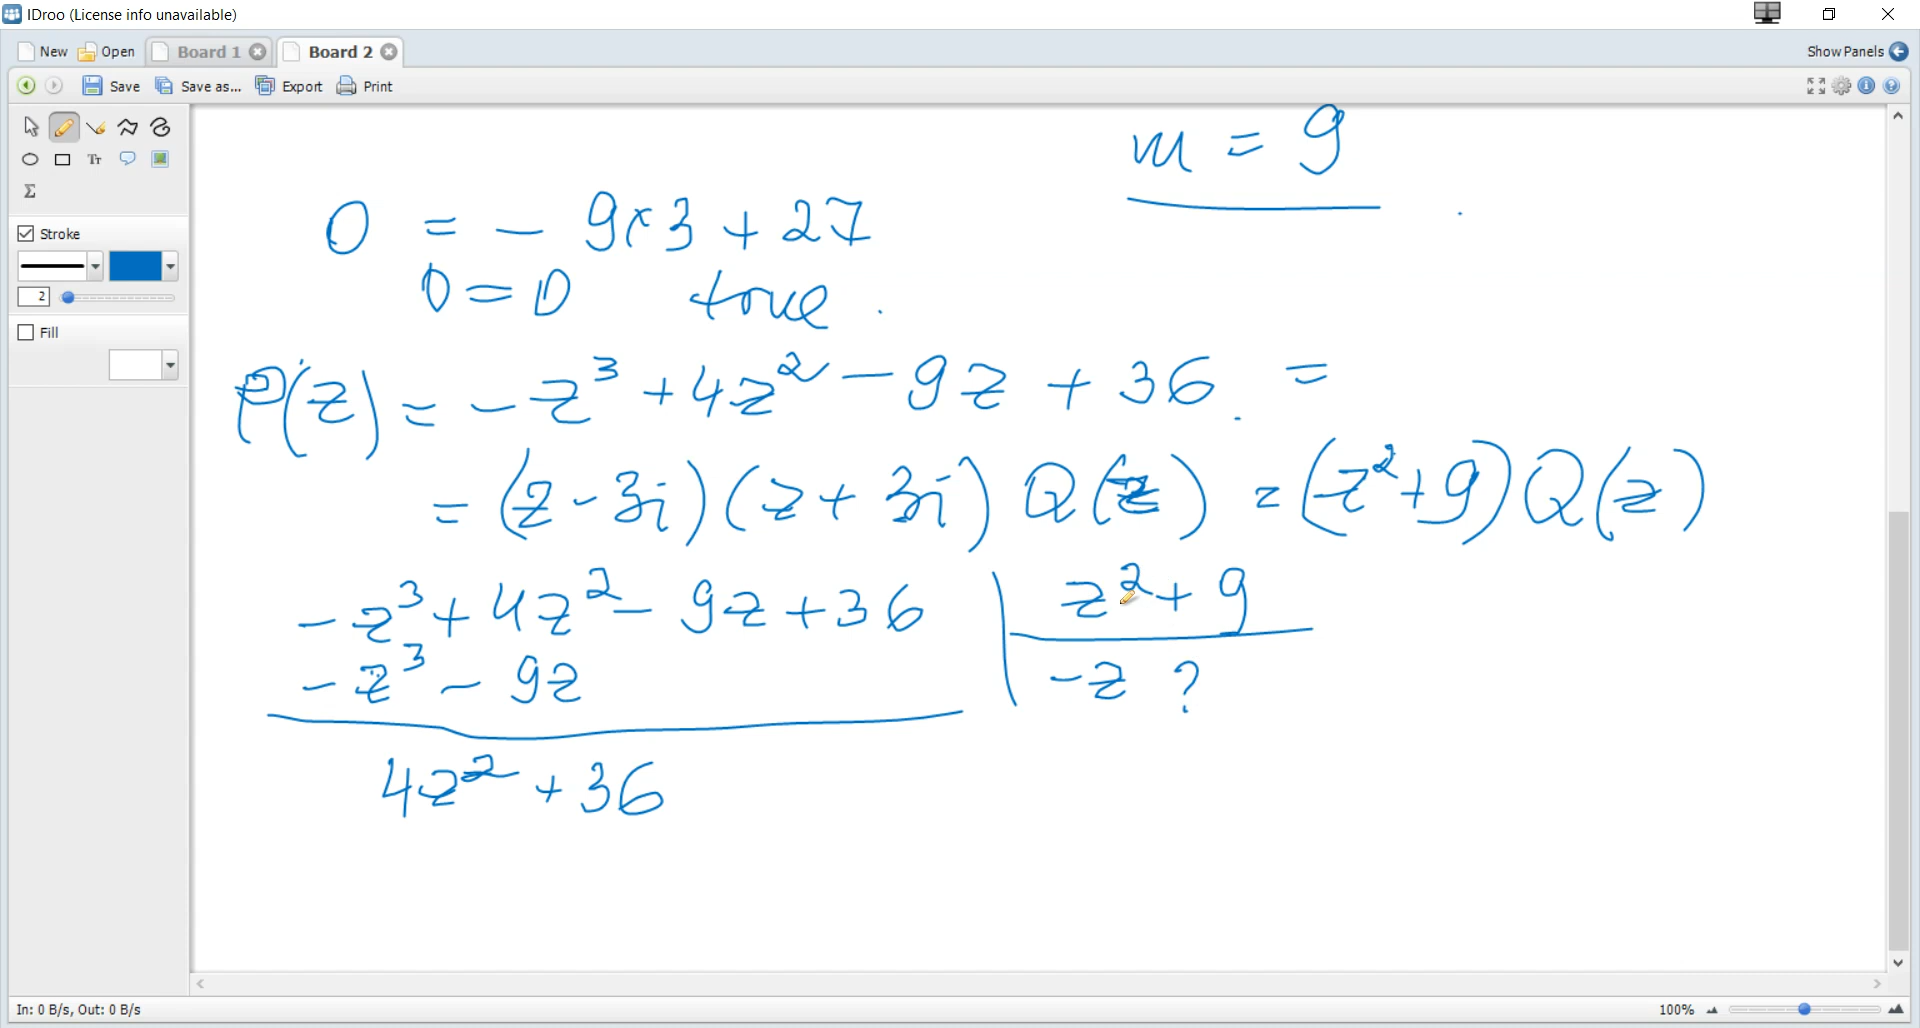 IDroo (License info unavailable)
New Open Board 1 Board 2 Show Panels
Save Save as... Export Print
Tт
Σ
Stroke
2
Fill
m = 9
0 = - 9×3 + 27
0 = 0 true .
P(z) = - z³ + 4z² - 9z + 36 . =
= (z - 3i) (z + 3i) Q(z) = (z² + 9) Q(z)
- z³ + 4z² - 9z + 36 | z² + 9
- z³ - 9z -z ?
4z² + 36
In: 0 B/s, Out: 0 B/s 100%